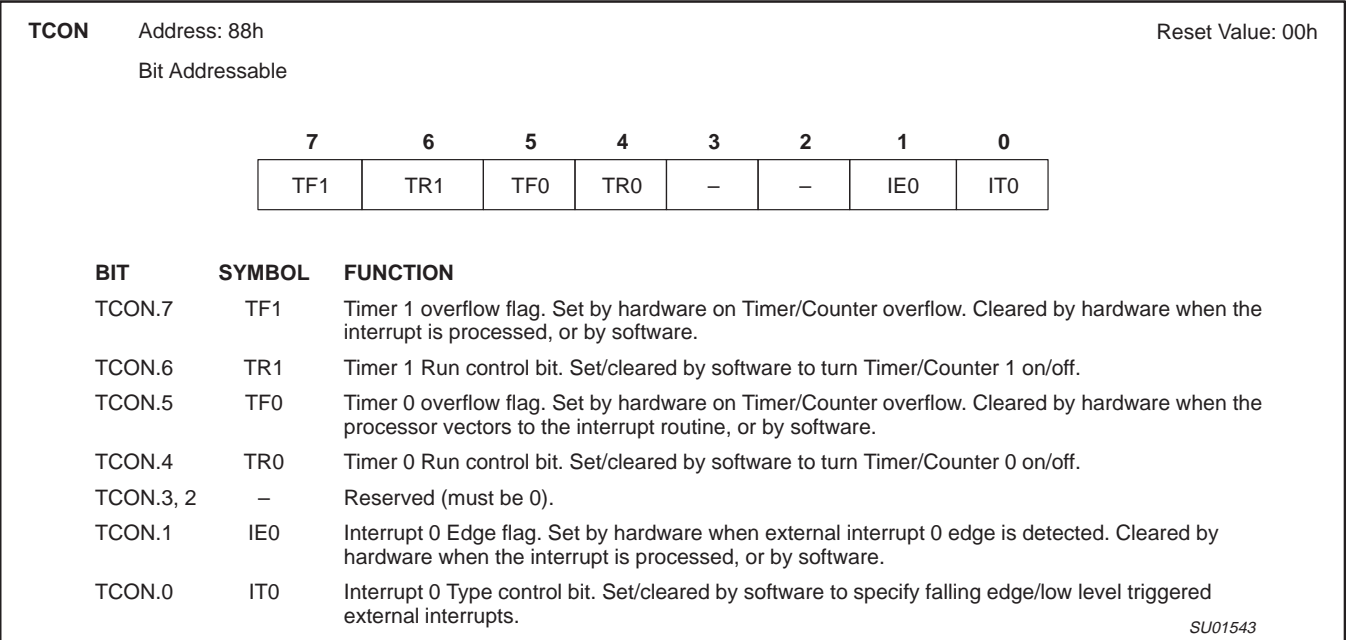 TCON Address: 88h Reset Value: 00h
Bit Addressable
7 6 5 4 3 2 1 0
TF1 TR1 TF0 TR0 – – IE0 IT0
BIT SYMBOL FUNCTION
TCON.7 TF1 Timer 1 overflow flag. Set by hardware on Timer/Counter overflow. Cleared by hardware when the
interrupt is processed, or by software.
TCON.6 TR1 Timer 1 Run control bit. Set/cleared by software to turn Timer/Counter 1 on/off.
TCON.5 TF0 Timer 0 overflow flag. Set by hardware on Timer/Counter overflow. Cleared by hardware when the
processor vectors to the interrupt routine, or by software.
TCON.4 TR0 Timer 0 Run control bit. Set/cleared by software to turn Timer/Counter 0 on/off.
TCON.3, 2 – Reserved (must be 0).
TCON.1 IE0 Interrupt 0 Edge flag. Set by hardware when external interrupt 0 edge is detected. Cleared by
hardware when the interrupt is processed, or by software.
TCON.0 IT0 Interrupt 0 Type control bit. Set/cleared by software to specify falling edge/low level triggered
external interrupts.
SU01543